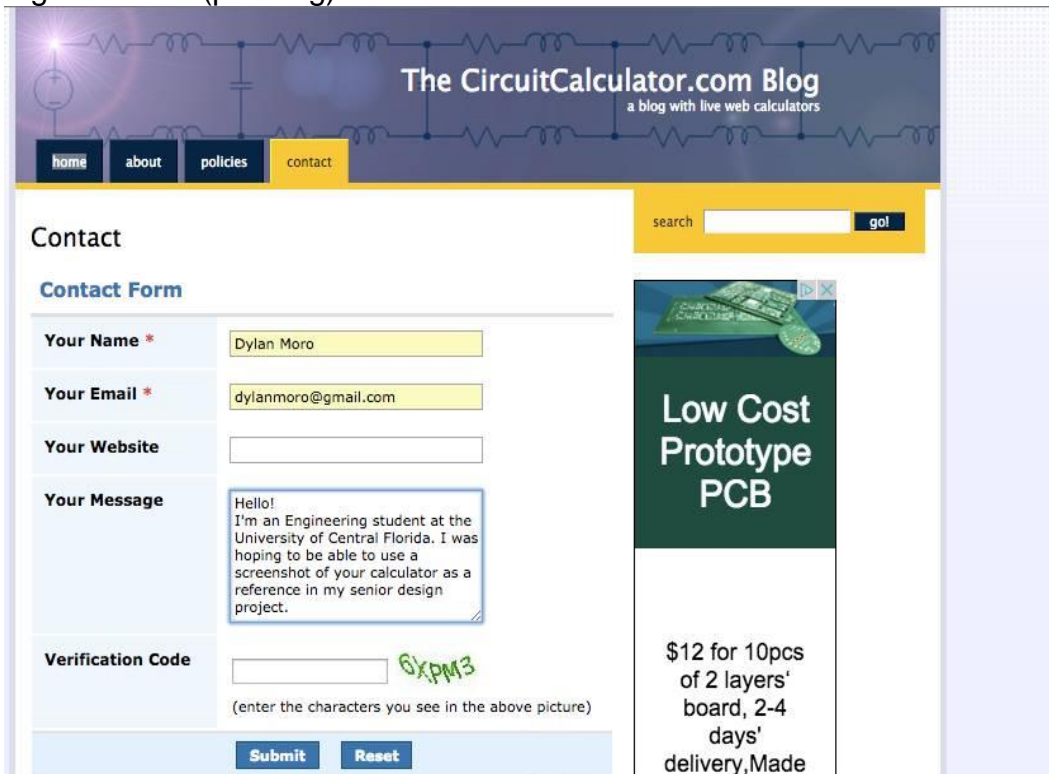 The CircuitCalculator.com Blog
a blog with live web calculators
home about policies contact
search go!
Contact
Contact Form
Your Name *
Dylan Moro
Your Email *
dylanmoro@gmail.com
Your Website
Your Message
Hello!
I'm an Engineering student at the
University of Central Florida. I was
hoping to be able to use a
screenshot of your calculator as a
reference in my senior design
project.
Verification Code
6XPM3
(enter the characters you see in the above picture)
Submit Reset
Low Cost
Prototype
PCB
$12 for 10pcs
of 2 layers‘
board, 2-4
days'
delivery,Made